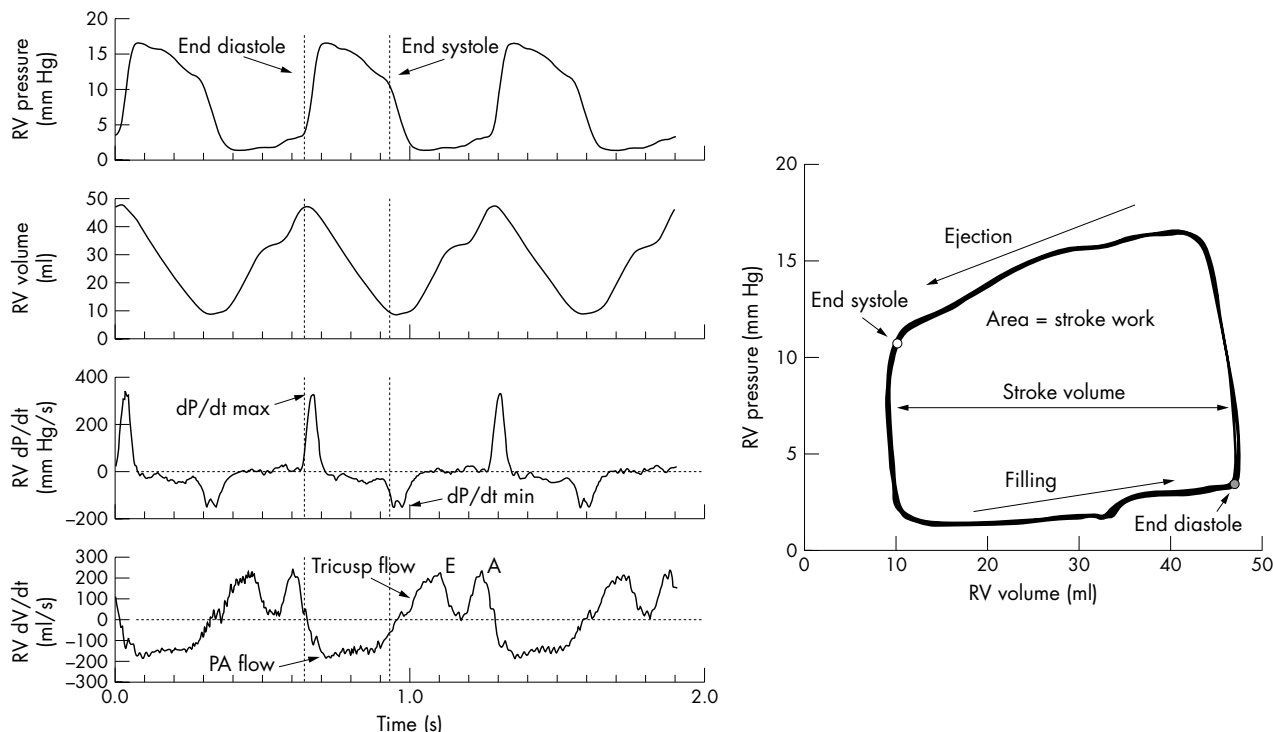 RV pressure
(mm Hg)
20
15
10
5
0
End diastole
End systole
RV volume
(ml)
50
40
30
20
10
0
RV dP/dt
(mm Hg/s)
400
200
0
–200
dP/dt max
dP/dt min
RV dV/dt
(ml/s)
300
200
100
0
–100
–200
–300
Tricusp flow
E
A
PA flow
0.0
1.0
2.0
Time (s)
RV pressure (mm Hg)
20
15
10
5
0
Ejection
End systole
Area = stroke work
Stroke volume
Filling
End diastole
0
10
20
30
40
50
RV volume (ml)